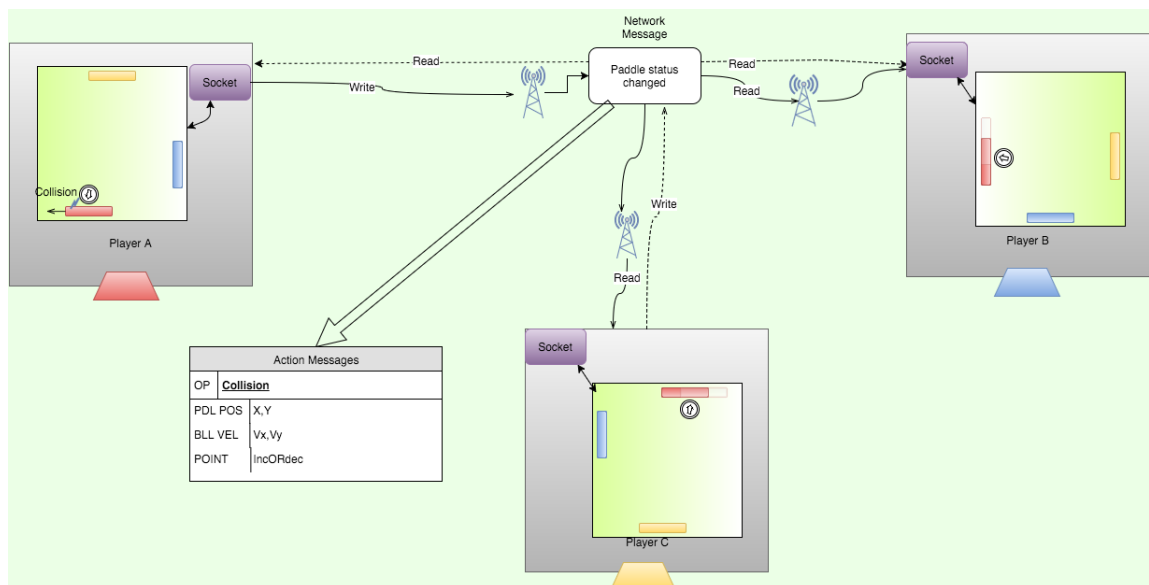 Network
Message
Paddle status
changed
Read
Read
Read
Write
Socket
Collision
Player A
Socket
Player B
Write
Read
Socket
Player C
Action Messages
OP Collision
PDL POS X,Y
BLL VEL Vx,Vy
POINT IncORdec